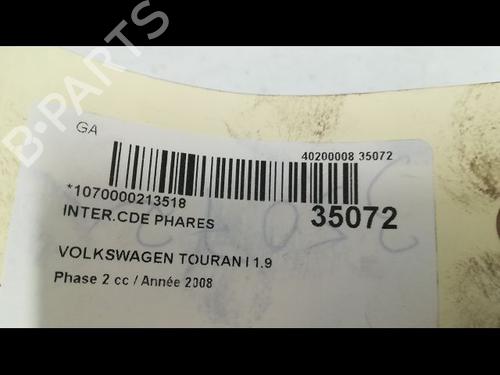 GA
40200008 35072
*1070000213518
INTER.CDE PHARES
35072
VOLKSWAGEN TOURAN I 1.9
Phase 2 cc / Année 2008
B-PARTS